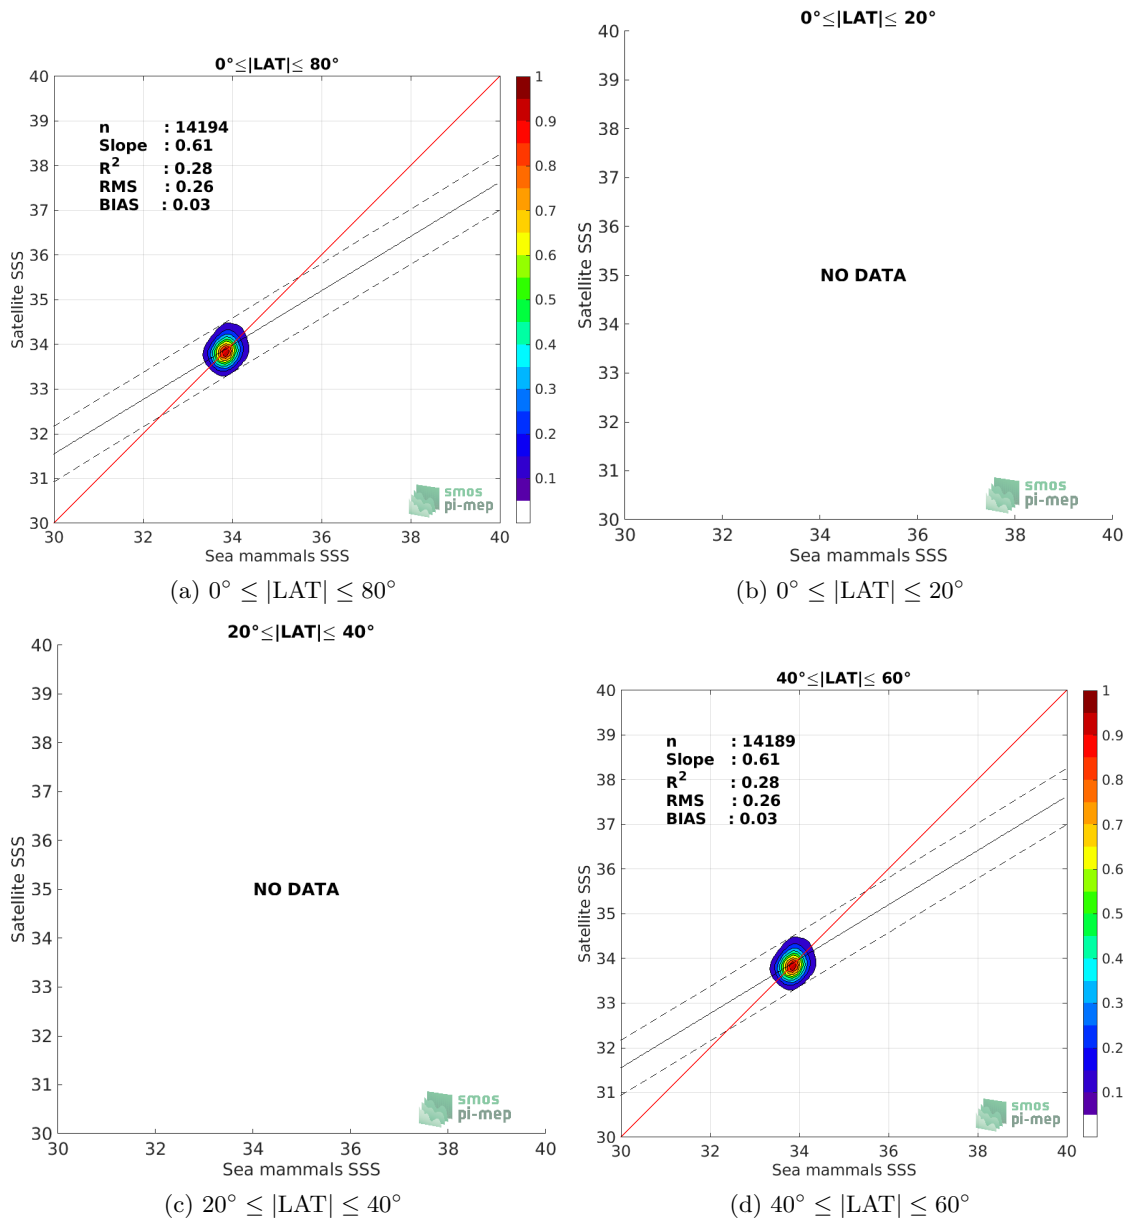 0°≤|LAT|≤ 80°
40
39
38
37
36
35
34
33
32
31
30
Satellite SSS
n : 14194
Slope : 0.61
R² : 0.28
RMS : 0.26
BIAS : 0.03
smos
pi-mep
30 32 34 36 38 40
Sea mammals SSS
1
0.9
0.8
0.7
0.6
0.5
0.4
0.3
0.2
0.1
(a) 0° ≤ |LAT| ≤ 80°
0°≤|LAT|≤ 20°
40
39
38
37
36
35
34
33
32
31
30
Satellite SSS
NO DATA
smos
pi-mep
30 32 34 36 38 40
Sea mammals SSS
(b) 0° ≤ |LAT| ≤ 20°
20°≤|LAT|≤ 40°
40
39
38
37
36
35
34
33
32
31
30
Satellite SSS
NO DATA
smos
pi-mep
30 32 34 36 38 40
Sea mammals SSS
(c) 20° ≤ |LAT| ≤ 40°
40°≤|LAT|≤ 60°
40
39
38
37
36
35
34
33
32
31
30
Satellite SSS
n : 14189
Slope : 0.61
R² : 0.28
RMS : 0.26
BIAS : 0.03
smos
pi-mep
30 32 34 36 38 40
Sea mammals SSS
1
0.9
0.8
0.7
0.6
0.5
0.4
0.3
0.2
0.1
(d) 40° ≤ |LAT| ≤ 60°